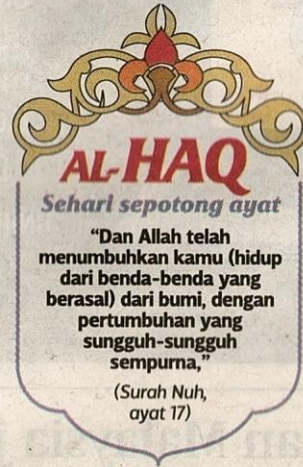 AL-HAQ
Sehari sepotong ayat
“Dan Allah telah
menumbuhkan kamu (hidup
dari benda-benda yang
berasal) dari bumi, dengan
pertumbuhan yang
sungguh-sungguh
sempurna,”
(Surah Nuh,
ayat 17)